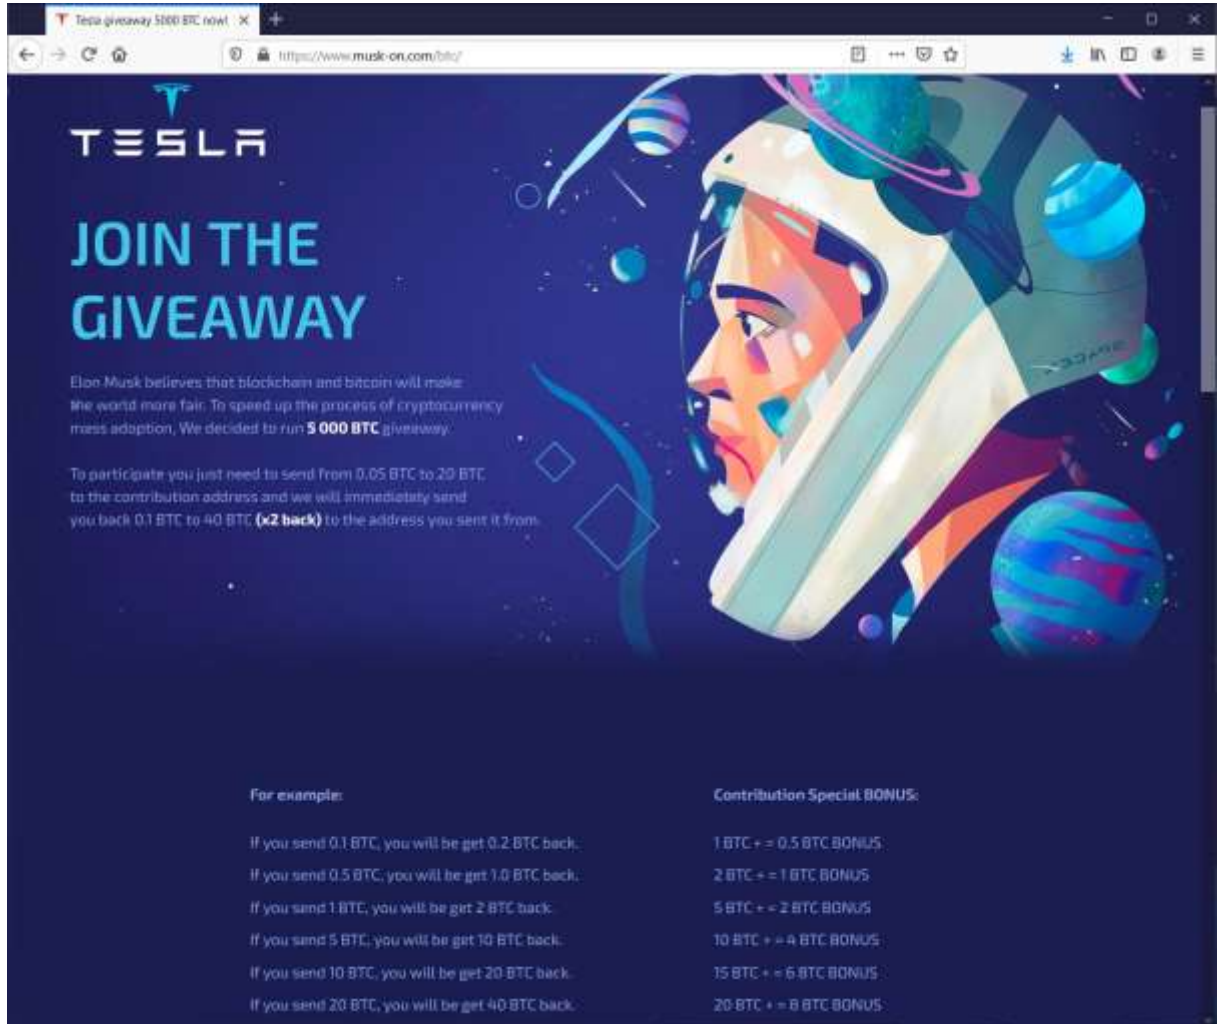 Tesla giveaway 5000 BTC now!
https://www.musk-on.com/btc/
TESLA
JOIN THE
GIVEAWAY
Elon Musk believes that blockchain and bitcoin will make
the world more fair. To speed up the process of cryptocurrency
mass adoption, We decided to run 5 000 BTC giveaway.
To participate you just need to send from 0.05 BTC to 20 BTC
to the contribution address and we will immediately send
you back 0.1 BTC to 40 BTC (x2 back) to the address you sent it from.
SPACEX
For example:
If you send 0.1 BTC, you will be get 0.2 BTC back.
If you send 0.5 BTC, you will be get 1.0 BTC back.
If you send 1 BTC, you will be get 2 BTC back.
If you send 5 BTC, you will be get 10 BTC back.
If you send 10 BTC, you will be get 20 BTC back.
If you send 20 BTC, you will be get 40 BTC back.
Contribution Special BONUS:
1 BTC + = 0.5 BTC BONUS
2 BTC + = 1 BTC BONUS
5 BTC + = 2 BTC BONUS
10 BTC + = 4 BTC BONUS
15 BTC + = 6 BTC BONUS
20 BTC + = 8 BTC BONUS